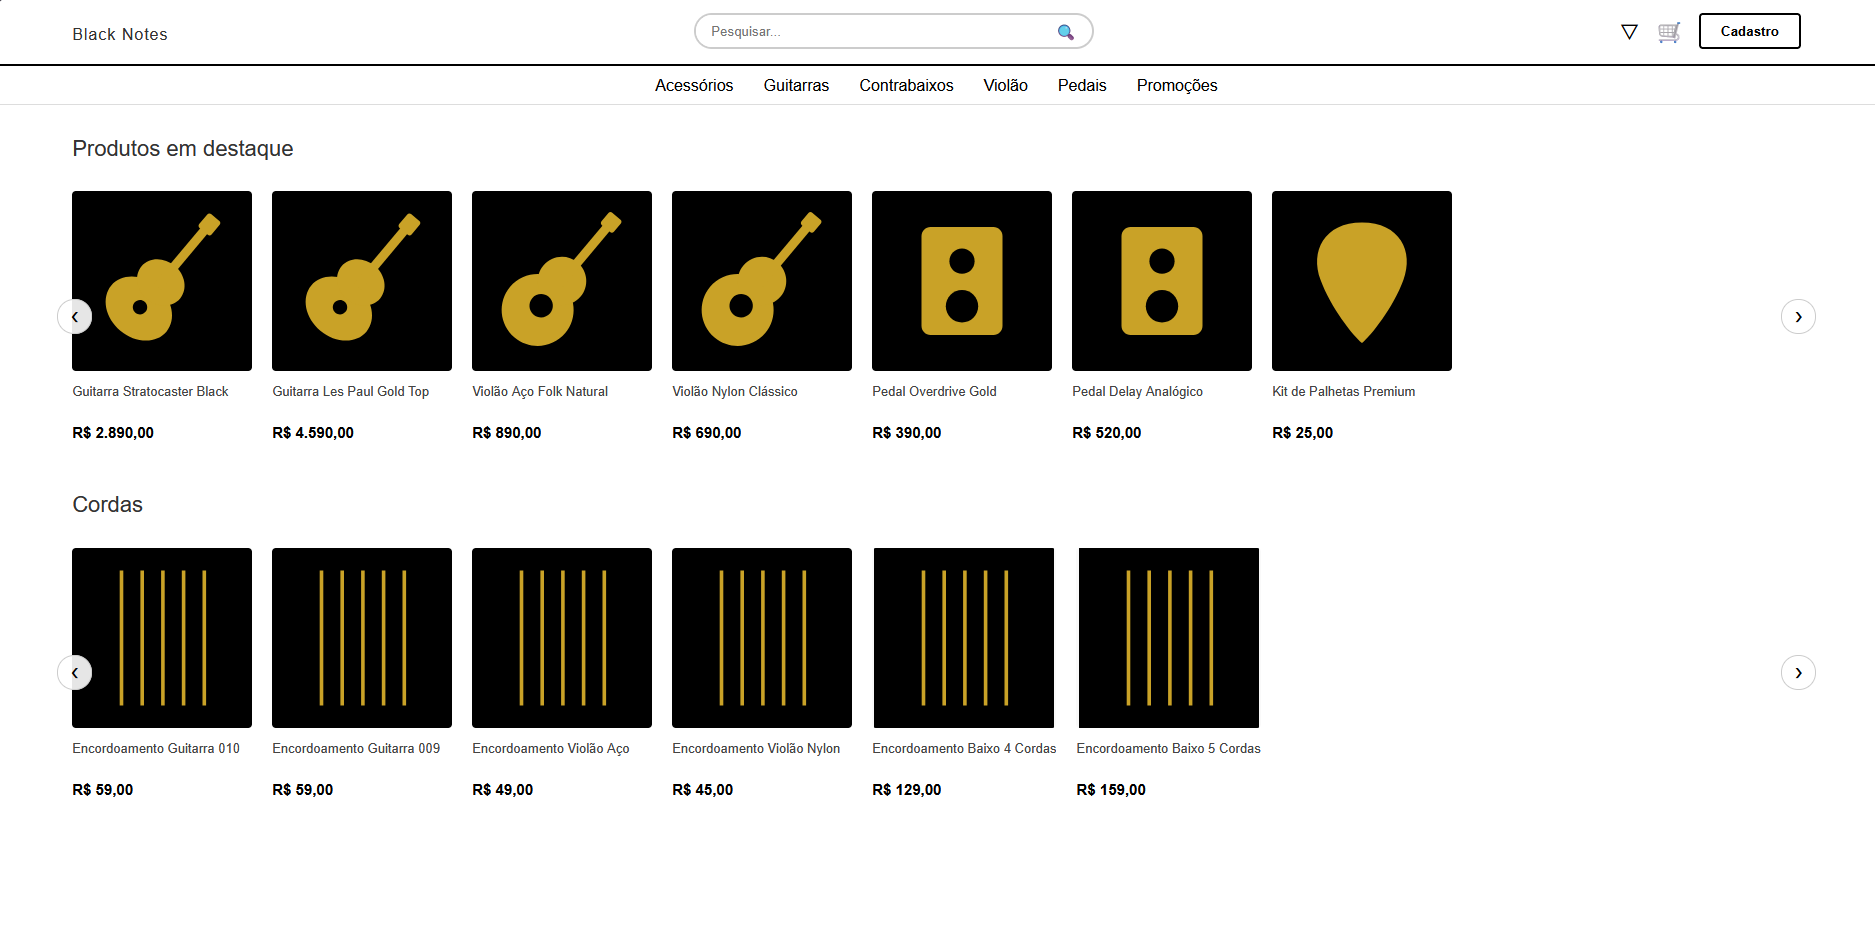 Black Notes
Pesquisar...
Cadastro
Acessórios Guitarras Contrabaixos Violão Pedais Promoções
Produtos em destaque
Guitarra Stratocaster Black Guitarra Les Paul Gold Top Violão Aço Folk Natural Violão Nylon Clássico Pedal Overdrive Gold Pedal Delay Analógico Kit de Palhetas Premium
R$ 2.890,00 R$ 4.590,00 R$ 890,00 R$ 690,00 R$ 390,00 R$ 520,00 R$ 25,00
Cordas
Encordoamento Guitarra 010 Encordoamento Guitarra 009 Encordoamento Violão Aço Encordoamento Violão Nylon Encordoamento Baixo 4 Cordas Encordoamento Baixo 5 Cordas
R$ 59,00 R$ 59,00 R$ 49,00 R$ 45,00 R$ 129,00 R$ 159,00